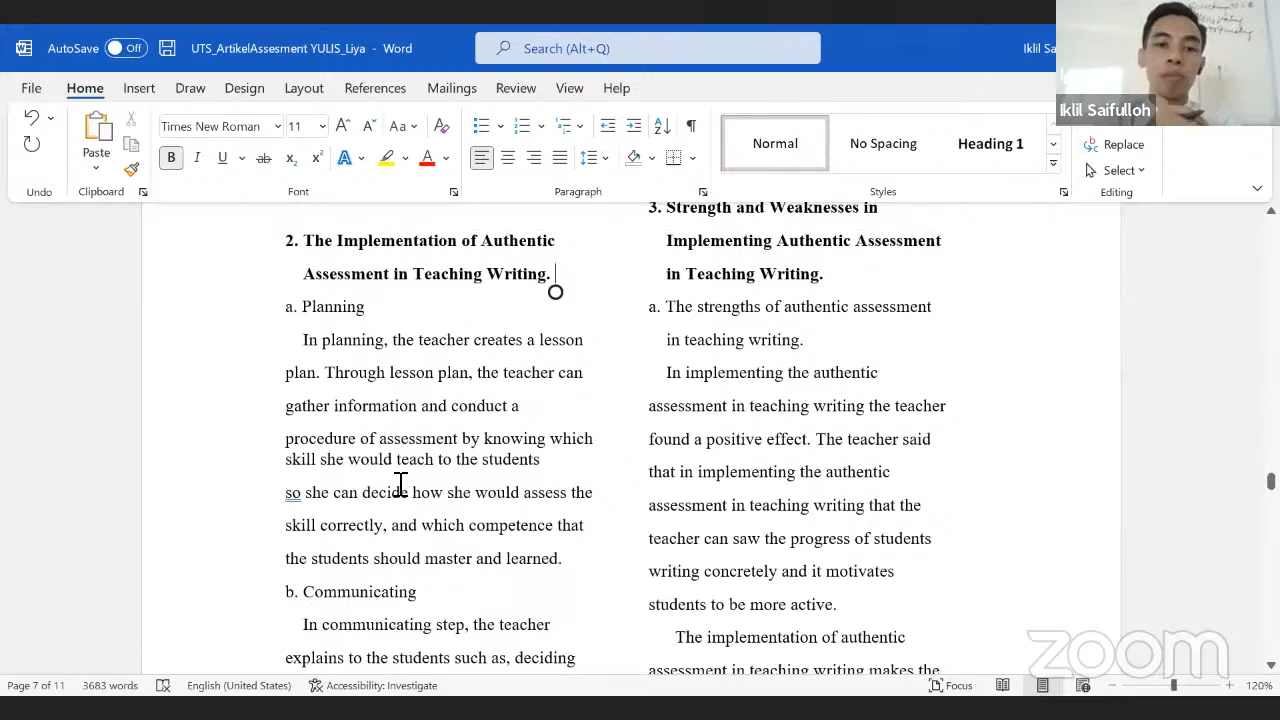 AutoSave Off UTS_ArtikelAssesment YULIS_Liya - Word Search (Alt+Q) Iklil Sa
Iklil Saifulloh
File Home Insert Draw Design Layout References Mailings Review View Help
Times New Roman 11 Aa
Paste
B I U ab x2 x2 A A
Normal No Spacing Heading 1
Replace
Select
Undo Clipboard Font Paragraph Styles Editing
2. The Implementation of Authentic
Assessment in Teaching Writing.
a. Planning
In planning, the teacher creates a lesson
plan. Through lesson plan, the teacher can
gather information and conduct a
procedure of assessment by knowing which
skill she would teach to the students
so she can decide how she would assess the
skill correctly, and which competence that
the students should master and learned.
b. Communicating
In communicating step, the teacher
explains to the students such as, deciding
3. Strength and Weaknesses in
Implementing Authentic Assessment
in Teaching Writing.
a. The strengths of authentic assessment
in teaching writing.
In implementing the authentic
assessment in teaching writing the teacher
found a positive effect. The teacher said
that in implementing the authentic
assessment in teaching writing that the
teacher can saw the progress of students
writing concretely and it motivates
students to be more active.
The implementation of authentic
assessment in teaching writing makes the
zoom
Page 7 of 11 3683 words English (United States) Accessibility: Investigate Focus 120%